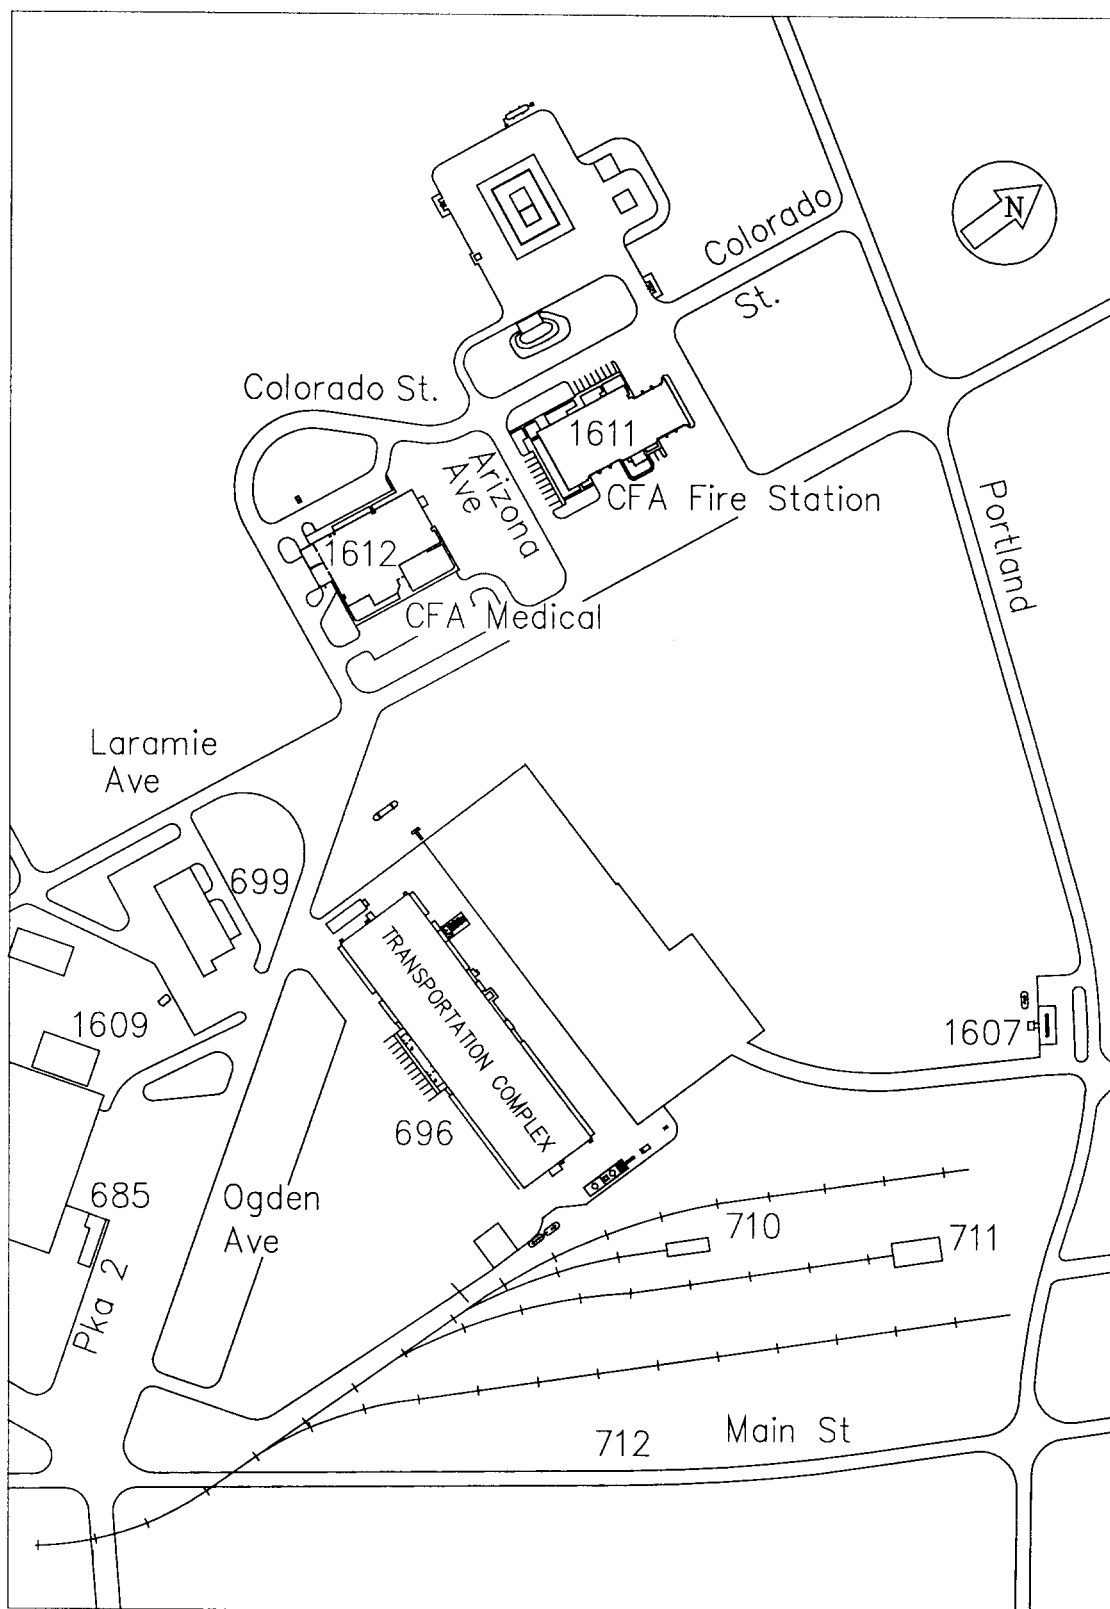 N
Colorado
St.
Colorado St.
1611
Arizona
Ave
CFA Fire Station
Portland
1612
CFA Medical
Laramie
Ave
699
TRANSPORTATION COMPLEX
1609
1607
696
685
Ogden
Ave
710
711
Pka 2
712
Main St